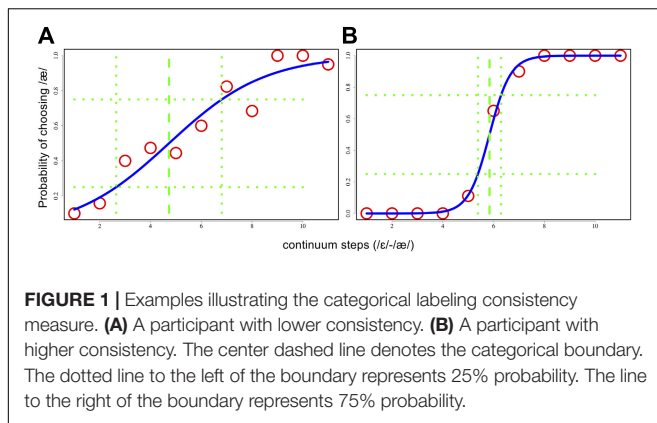 A
B
Probability of choosing /æ/
1.0
0.8
0.6
0.4
0.2
2
4
6
8
10
1.0
0.8
0.6
0.4
0.2
0.0
2
4
6
8
10
continuum steps (/ɛ/-/æ/)
FIGURE 1 | Examples illustrating the categorical labeling consistency
measure. (A) A participant with lower consistency. (B) A participant with
higher consistency. The center dashed line denotes the categorical boundary.
The dotted line to the left of the boundary represents 25% probability. The line
to the right of the boundary represents 75% probability.